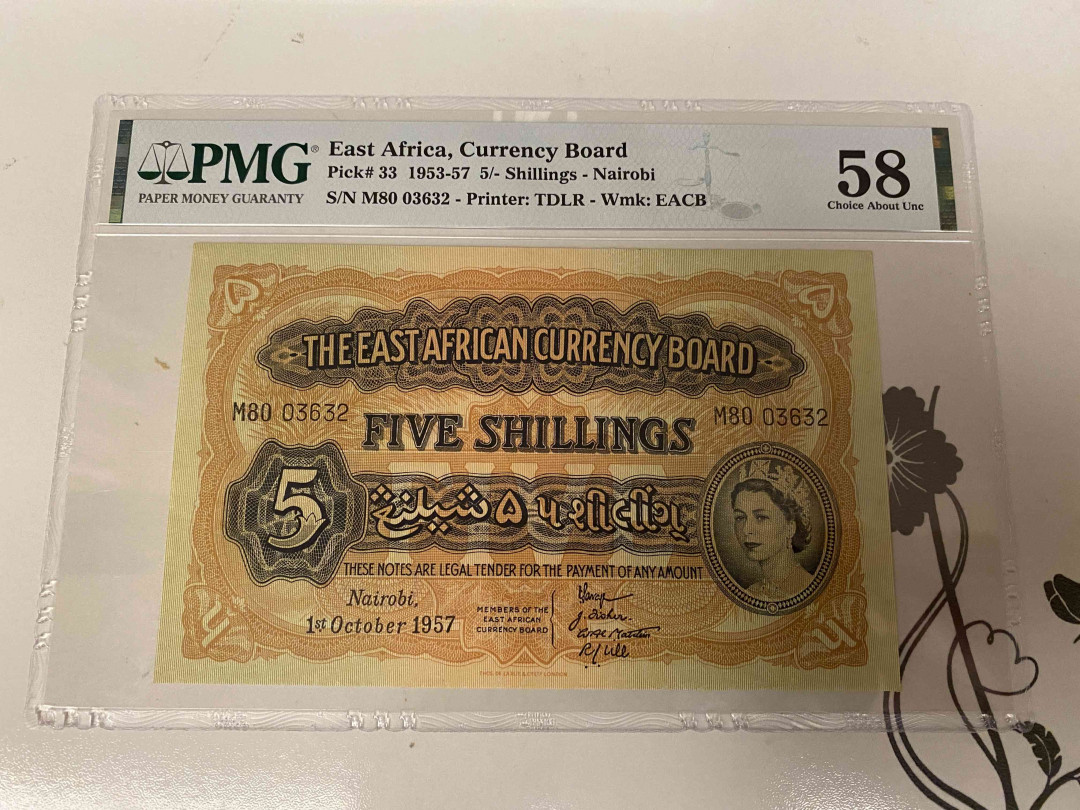 PMG®
PAPER MONEY GUARANTY
East Africa, Currency Board
Pick# 33 1953-57 5/- Shillings - Nairobi
S/N M80 03632 - Printer: TDLR - Wmk: EACB
58
Choice About Unc
THE EAST AFRICAN CURRENCY BOARD
M80 03632
M80 03632
FIVE SHILLINGS
5
شيلينج ۵ ૫ શીલીંગ
THESE NOTES ARE LEGAL TENDER FOR THE PAYMENT OF ANY AMOUNT
Nairobi,
1st October 1957
MEMBERS OF THE
EAST AFRICAN
CURRENCY BOARD